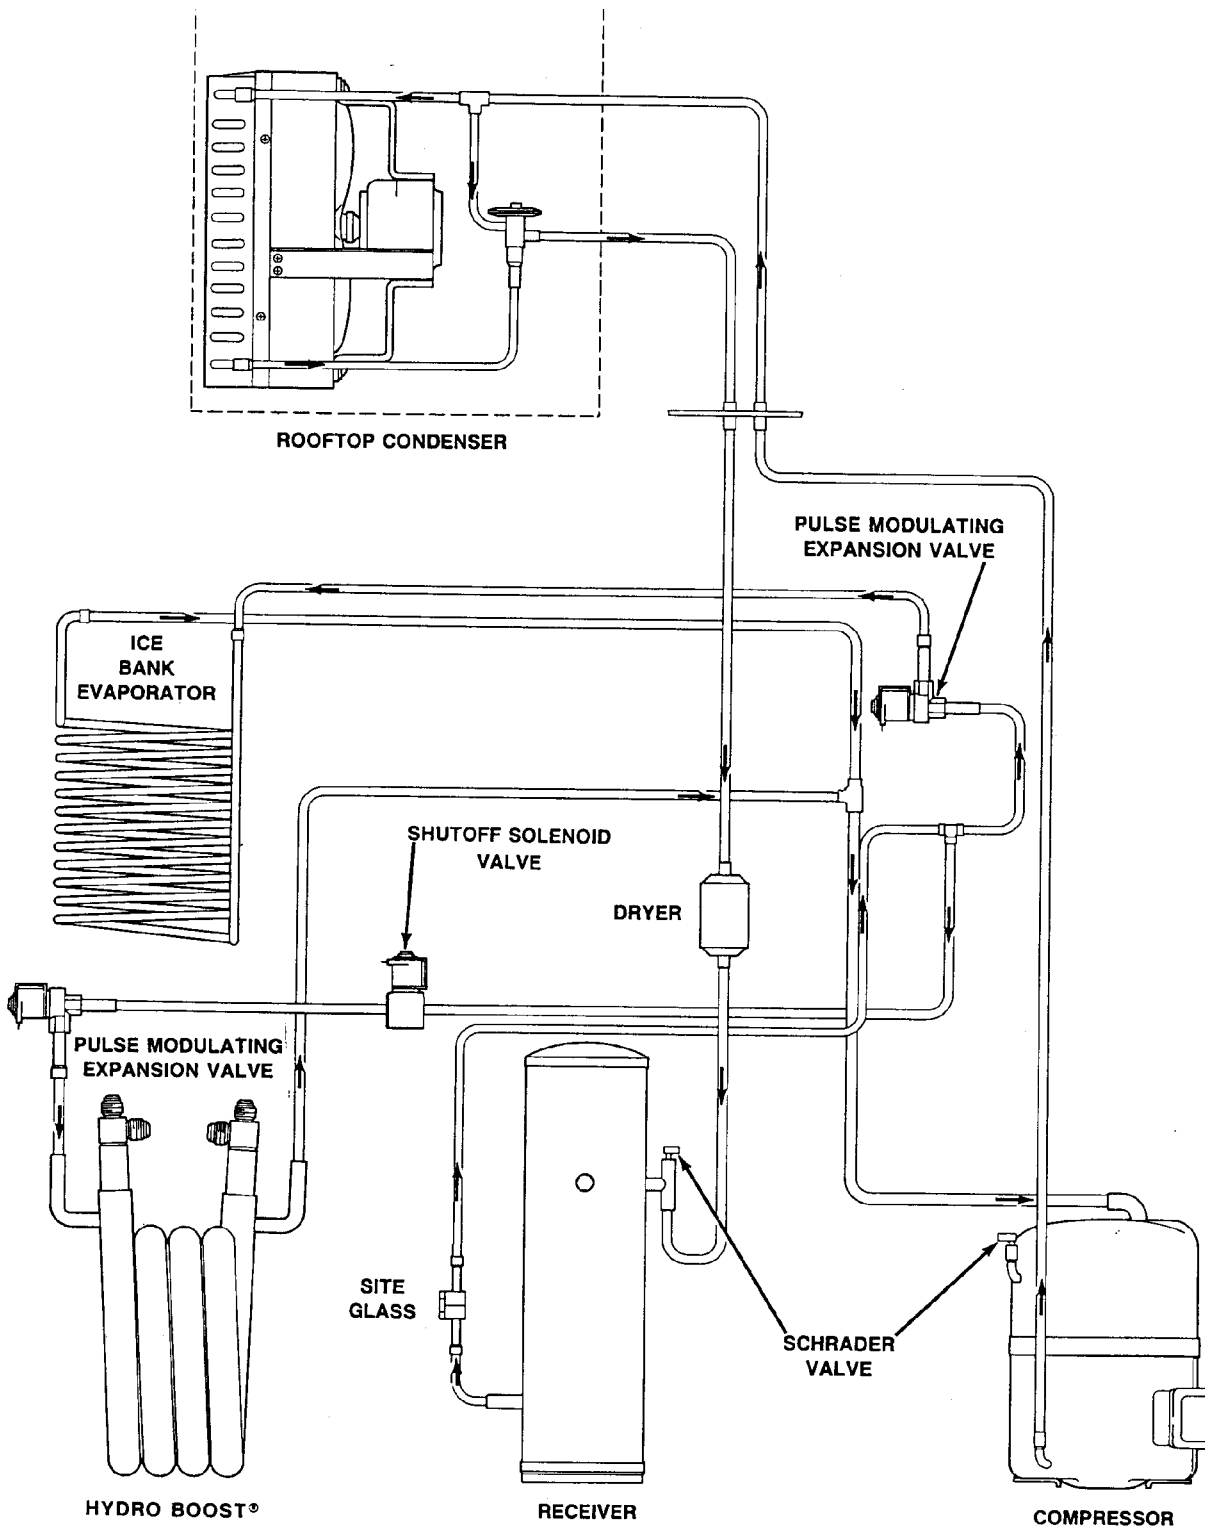 ROOFTOP CONDENSER
PULSE MODULATING
EXPANSION VALVE
ICE
BANK
EVAPORATOR
SHUTOFF SOLENOID
VALVE
DRYER
PULSE MODULATING
EXPANSION VALVE
SITE
GLASS
SCHRADER
VALVE
HYDRO BOOST®
RECEIVER
COMPRESSOR